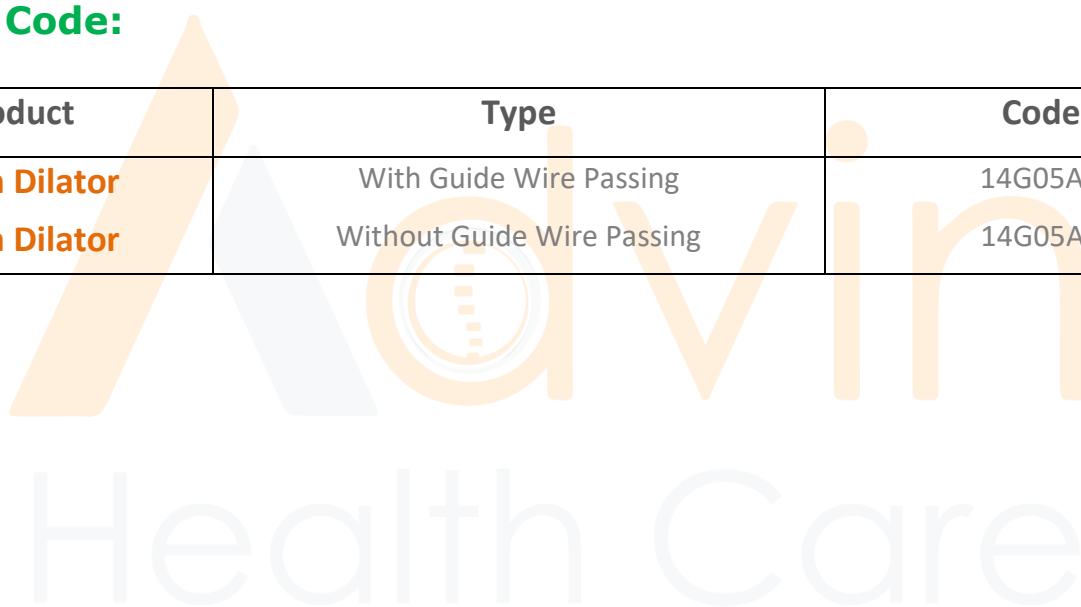 Code:
oduct Type Code
Dilator With Guide Wire Passing 14G05A
Dilator Without Guide Wire Passing 14G05A
Advin
Health Care